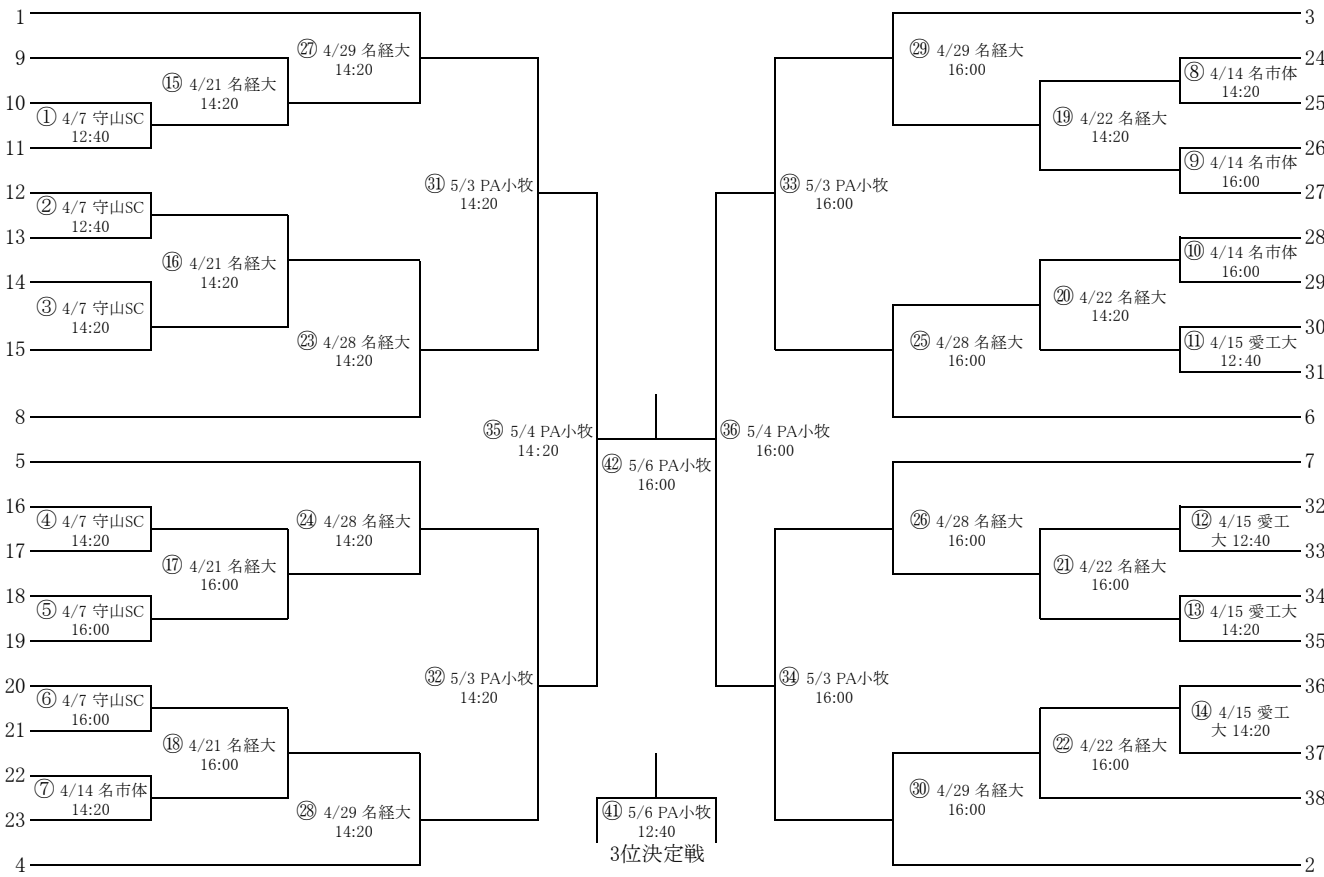 1
9
10
11
12
13
14
15
8
5
16
17
18
19
20
21
22
23
4
① 4/7 守山SC
12:40
② 4/7 守山SC
12:40
③ 4/7 守山SC
14:20
④ 4/7 守山SC
14:20
⑤ 4/7 守山SC
16:00
⑥ 4/7 守山SC
16:00
⑦ 4/14 名市体
14:20
⑮ 4/21 名経大
14:20
⑯ 4/21 名経大
14:20
⑰ 4/21 名経大
16:00
⑱ 4/21 名経大
16:00
㉗ 4/29 名経大
14:20
㉓ 4/28 名経大
14:20
㉔ 4/28 名経大
14:20
㉘ 4/29 名経大
14:20
㉛ 5/3 PA小牧
14:20
㉜ 5/3 PA小牧
14:20
㉟ 5/4 PA小牧
14:20
㊷ 5/6 PA小牧
16:00
㊶ 5/6 PA小牧
12:40
3位決定戦
㊱ 5/4 PA小牧
16:00
㉝ 5/3 PA小牧
16:00
㉞ 5/3 PA小牧
16:00
㉙ 4/29 名経大
16:00
㉕ 4/28 名経大
16:00
㉖ 4/28 名経大
16:00
㉚ 4/29 名経大
16:00
⑲ 4/22 名経大
14:20
⑳ 4/22 名経大
14:20
㉑ 4/22 名経大
16:00
㉒ 4/22 名経大
16:00
⑧ 4/14 名市体
14:20
⑨ 4/14 名市体
16:00
⑩ 4/14 名市体
16:00
⑪ 4/15 愛工大
12:40
⑫ 4/15 愛工
大 12:40
⑬ 4/15 愛工大
14:20
⑭ 4/15 愛工
大 14:20
3
24
25
26
27
28
29
30
31
6
7
32
33
34
35
36
37
38
2